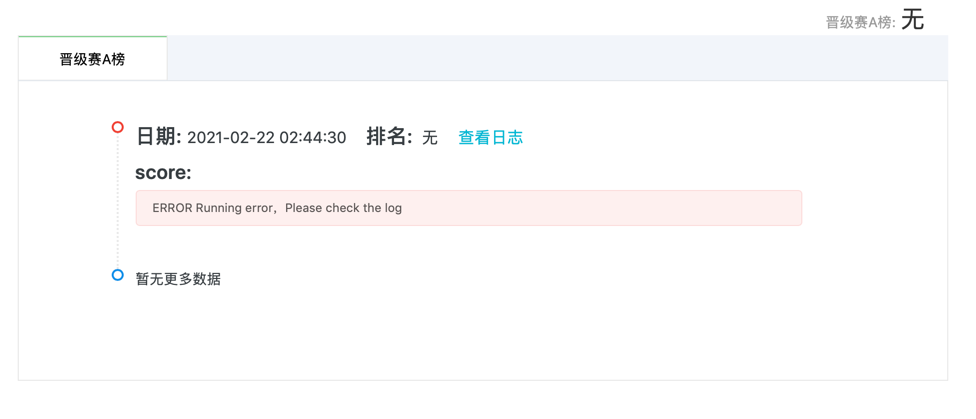 晋级赛A榜: 无
晋级赛A榜
日期: 2021-02-22 02:44:30 排名: 无 查看日志
score:
ERROR Running error，Please check the log
暂无更多数据